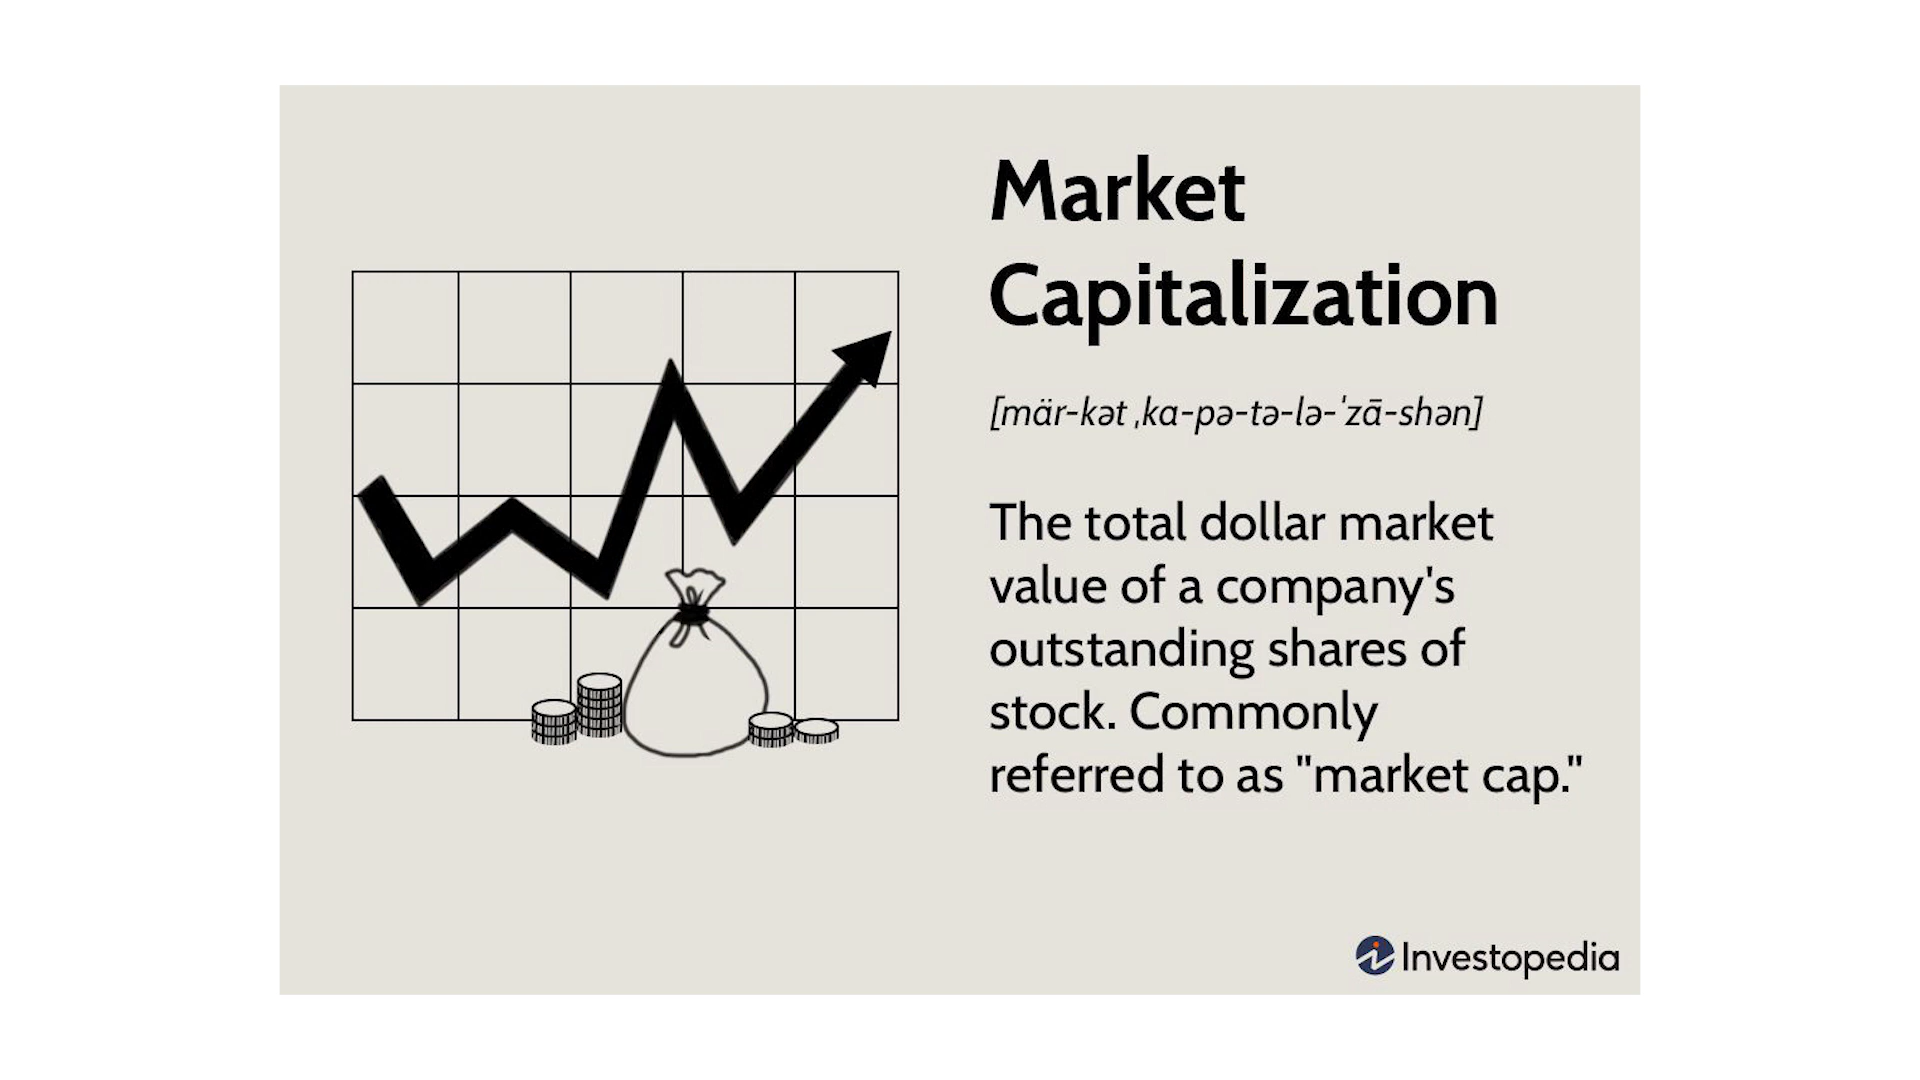 Market
Capitalization
[mär-kət ˌka-pə-tə-lə-ˈzā-shən]
The total dollar market
value of a company's
outstanding shares of
stock. Commonly
referred to as "market cap."
Investopedia